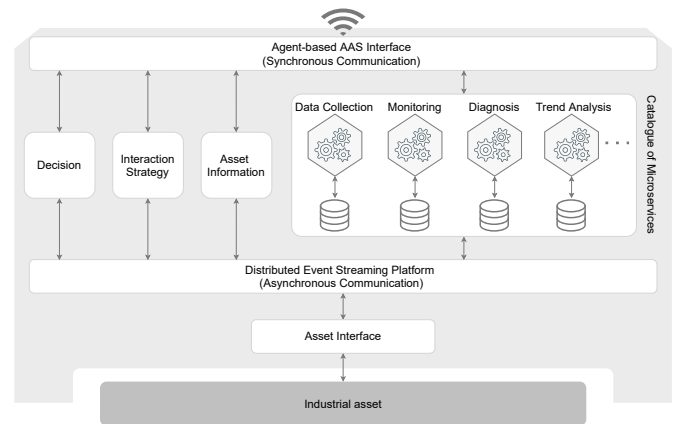 Agent-based AAS Interface
(Synchronous Communication)
Data Collection
Monitoring
Diagnosis
Trend Analysis
Catalogue of Microservices
Decision
Interaction
Strategy
Asset
Information
Distributed Event Streaming Platform
(Asynchronous Communication)
Asset Interface
Industrial asset